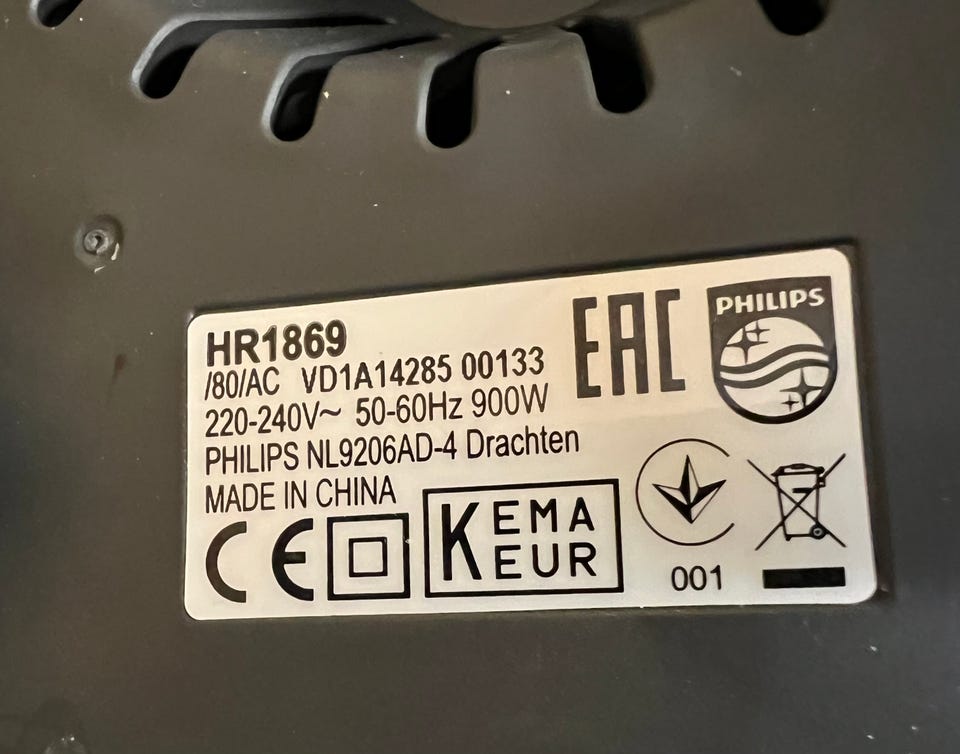 HR1869
/80/AC VD1A14285 00133
220-240V~ 50-60Hz 900W
PHILIPS NL9206AD-4 Drachten
MADE IN CHINA
CE
KEMA
EUR
EAC
PHILIPS
001